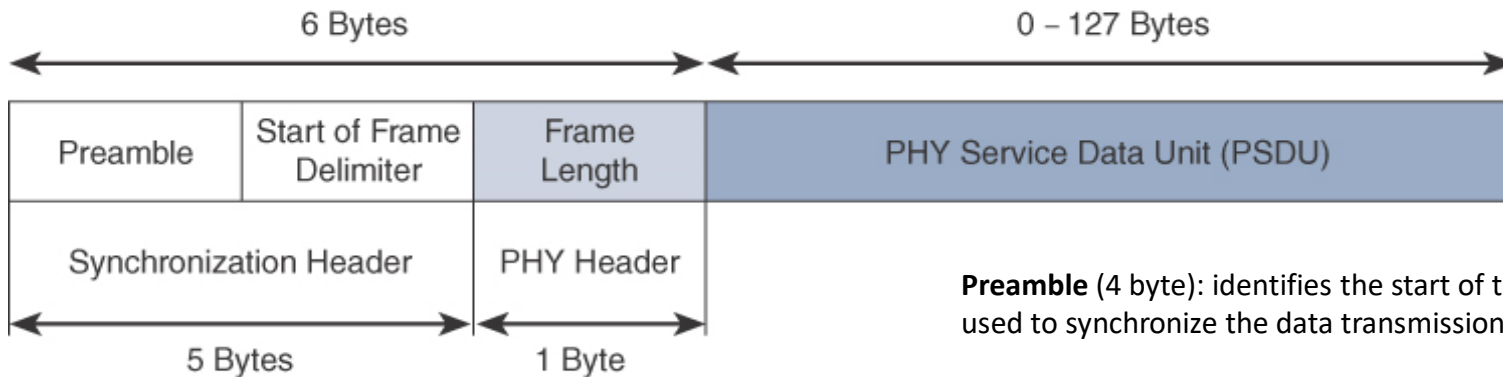 6 Bytes
0 – 127 Bytes
Preamble
Start of Frame
Delimiter
Frame
Length
PHY Service Data Unit (PSDU)
Synchronization Header
PHY Header
5 Bytes
1 Byte
Preamble (4 byte): identifies the start of
used to synchronize the data transmission